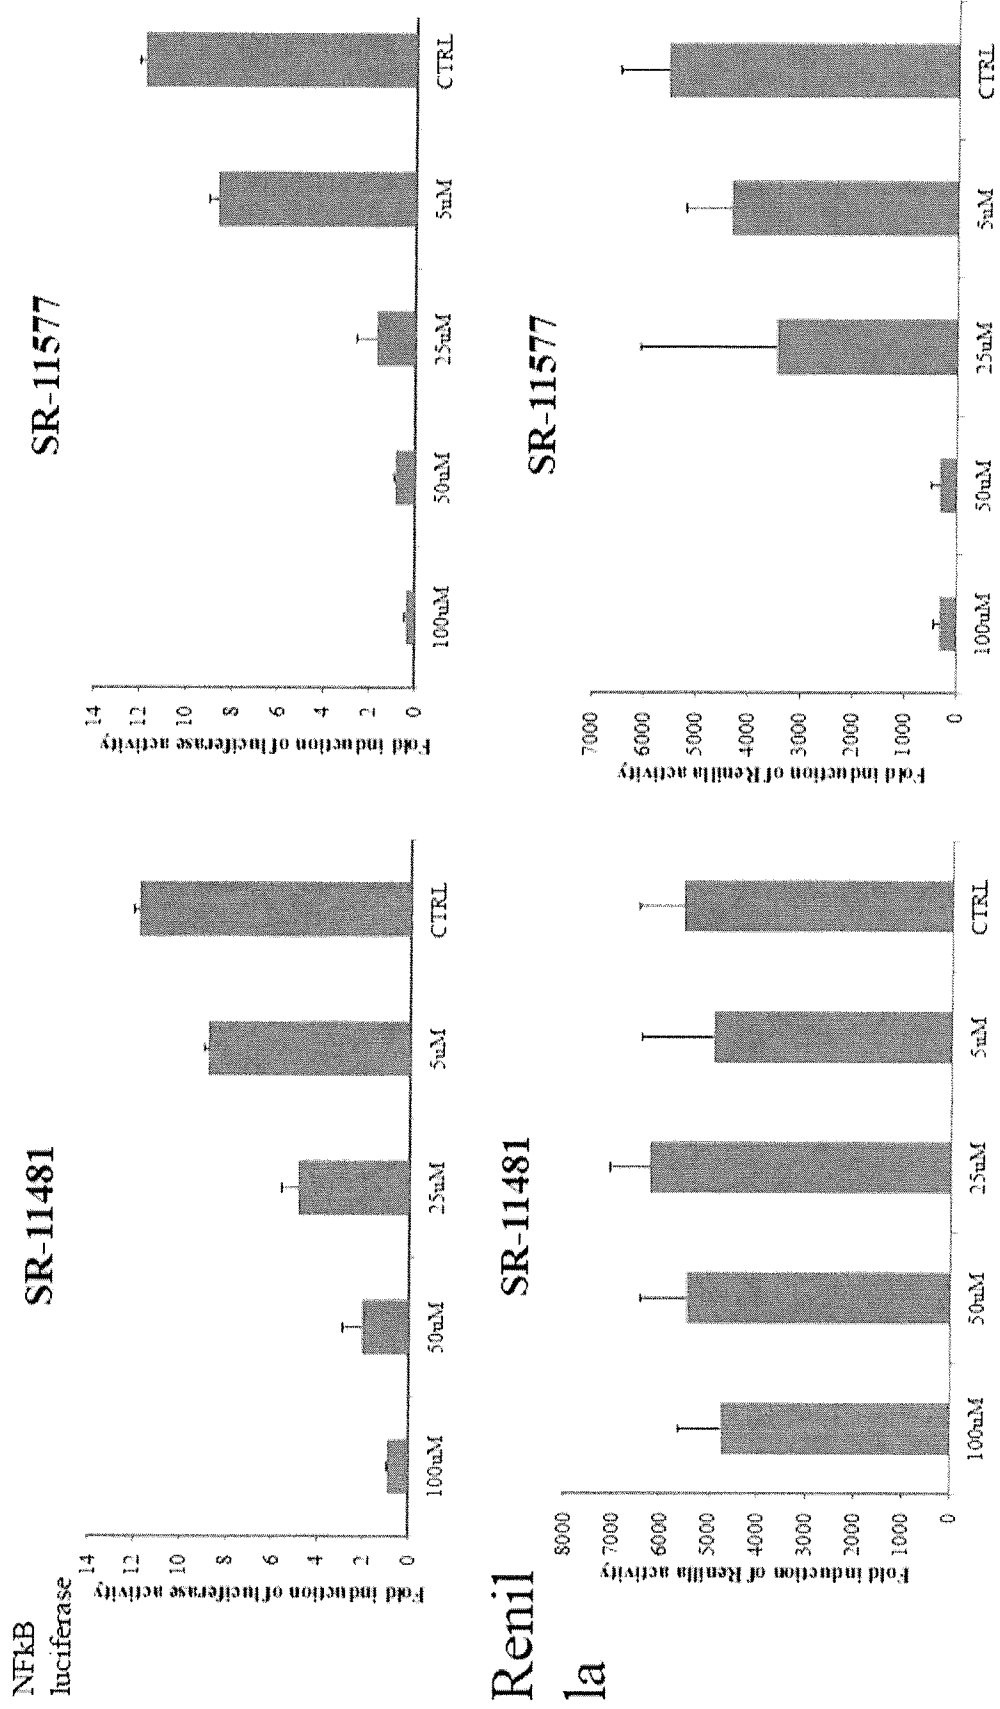 NFkB
luciferase
SR-11481
Fold induction of luciferase activity
14
12
10
8
6
4
2
0
100uM
50uM
25uM
5uM
CTRL
SR-11577
Fold induction of luciferase activity
14
12
10
8
6
4
2
0
100uM
50uM
25uM
5uM
CTRL
Renil
la
SR-11481
Fold induction of Renilla activity
8000
7000
6000
5000
4000
3000
2000
1000
0
100uM
50uM
25uM
5uM
CTRL
SR-11577
Fold induction of Renilla activity
7000
6000
5000
4000
3000
2000
1000
0
100uM
50uM
25uM
5uM
CTRL